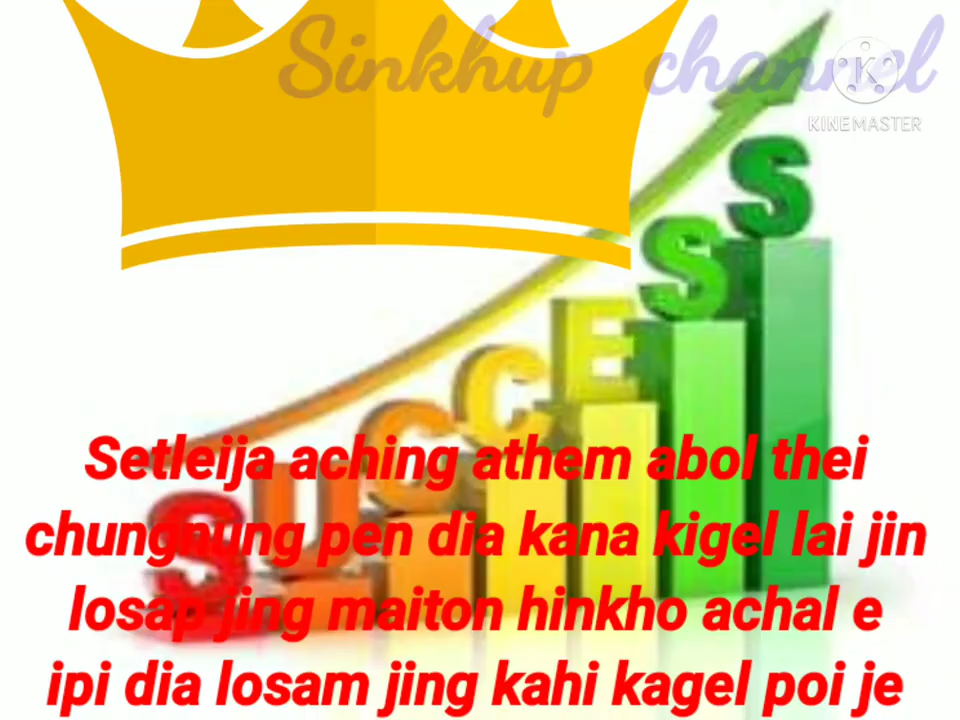 Sinkhup channel
K
KINEMASTER
SUCCESS
Setleija aching athem abol thei
chungnung pen dia kana kigel lai jin
losap jing maiton hinkho achal e
ipi dia losam jing kahi kagel poi je